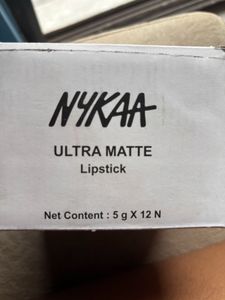 NYKAA
ULTRA MATTE
Lipstick
Net Content : 5 g X 12 N